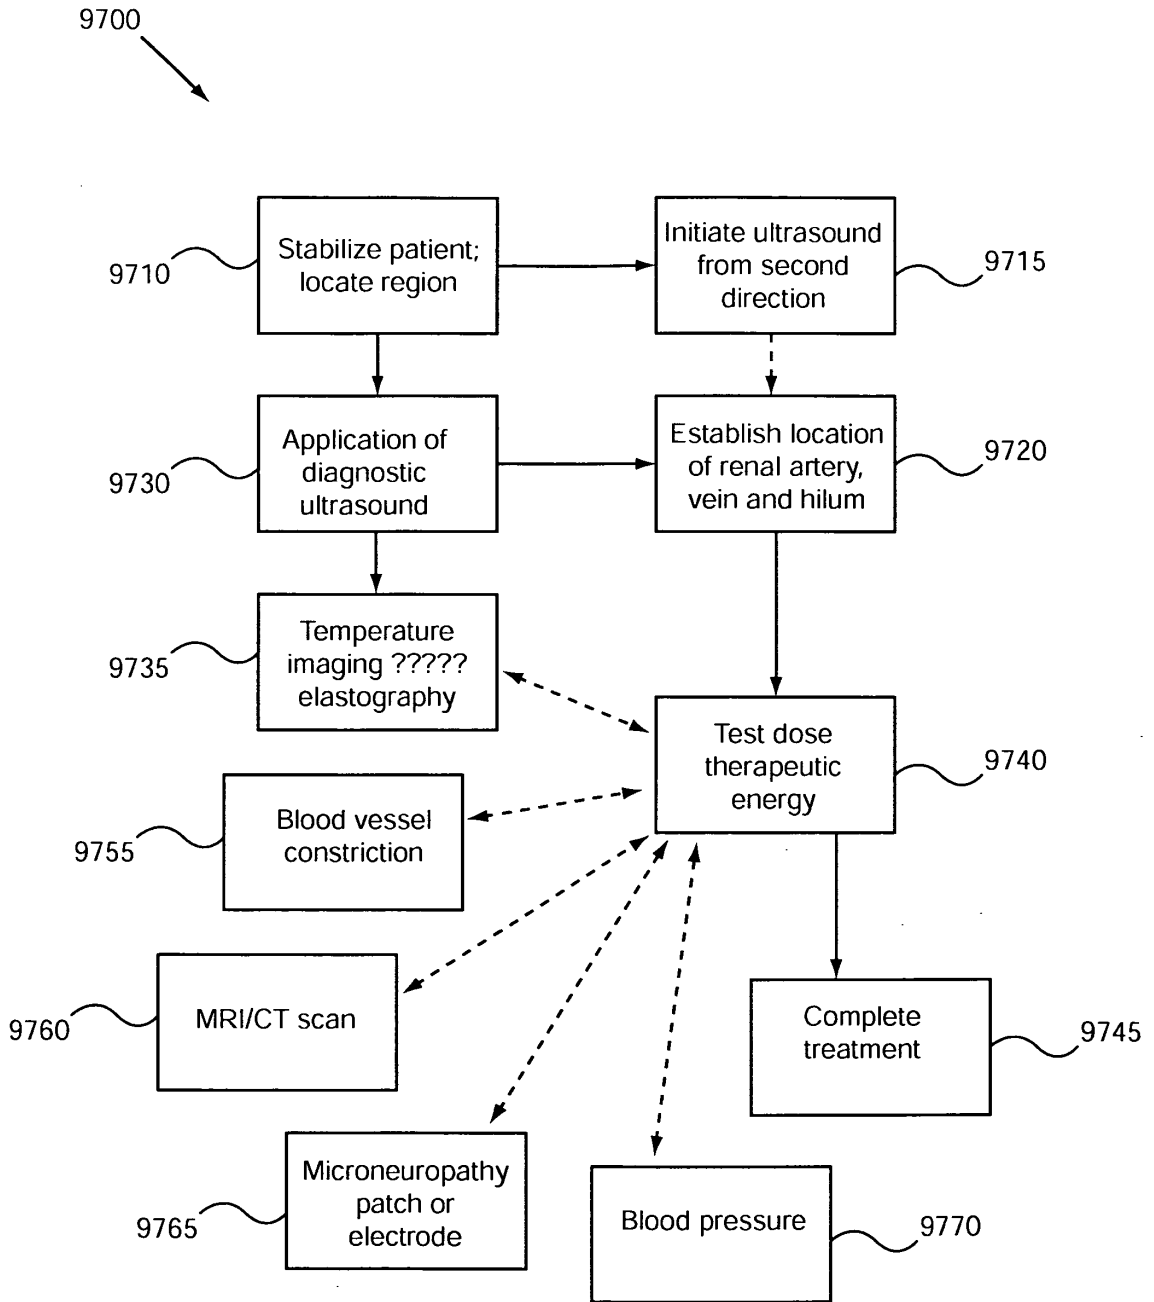 9700
Stabilize patient;
locate region
9710
Initiate ultrasound
from second
direction
9715
Application of
diagnostic
ultrasound
9730
Establish location
of renal artery,
vein and hilum
9720
Temperature
imaging ?????
elastography
9735
Test dose
therapeutic
energy
9740
Blood vessel
constriction
9755
MRI/CT scan
9760
Complete
treatment
9745
Microneuropathy
patch or
electrode
9765
Blood pressure
9770